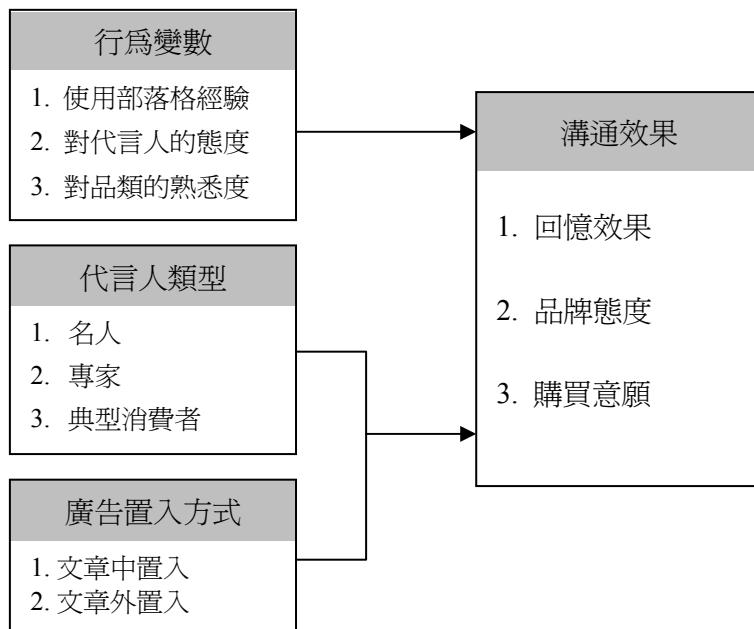 行為變數
1. 使用部落格經驗
2. 對代言人的態度
3. 對品類的熟悉度
代言人類型
1. 名人
2. 專家
3. 典型消費者
廣告置入方式
1. 文章中置入
2. 文章外置入
溝通效果
1. 回憶效果
2. 品牌態度
3. 購買意願